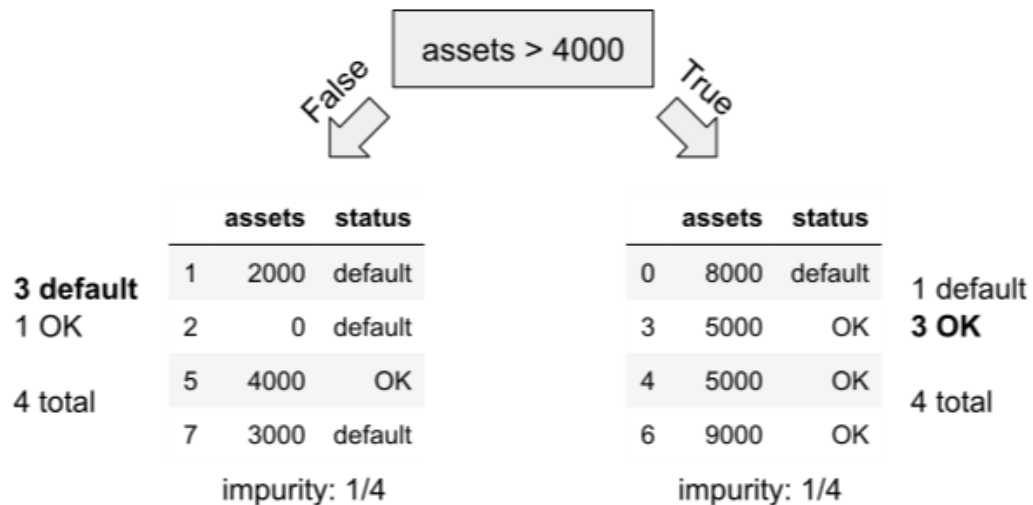 assets > 4000
False
True
assets status
1 2000 default
2 0 default
5 4000 OK
7 3000 default
3 default
1 OK
4 total
impurity: 1/4
assets status
0 8000 default
3 5000 OK
4 5000 OK
6 9000 OK
1 default
3 OK
4 total
impurity: 1/4